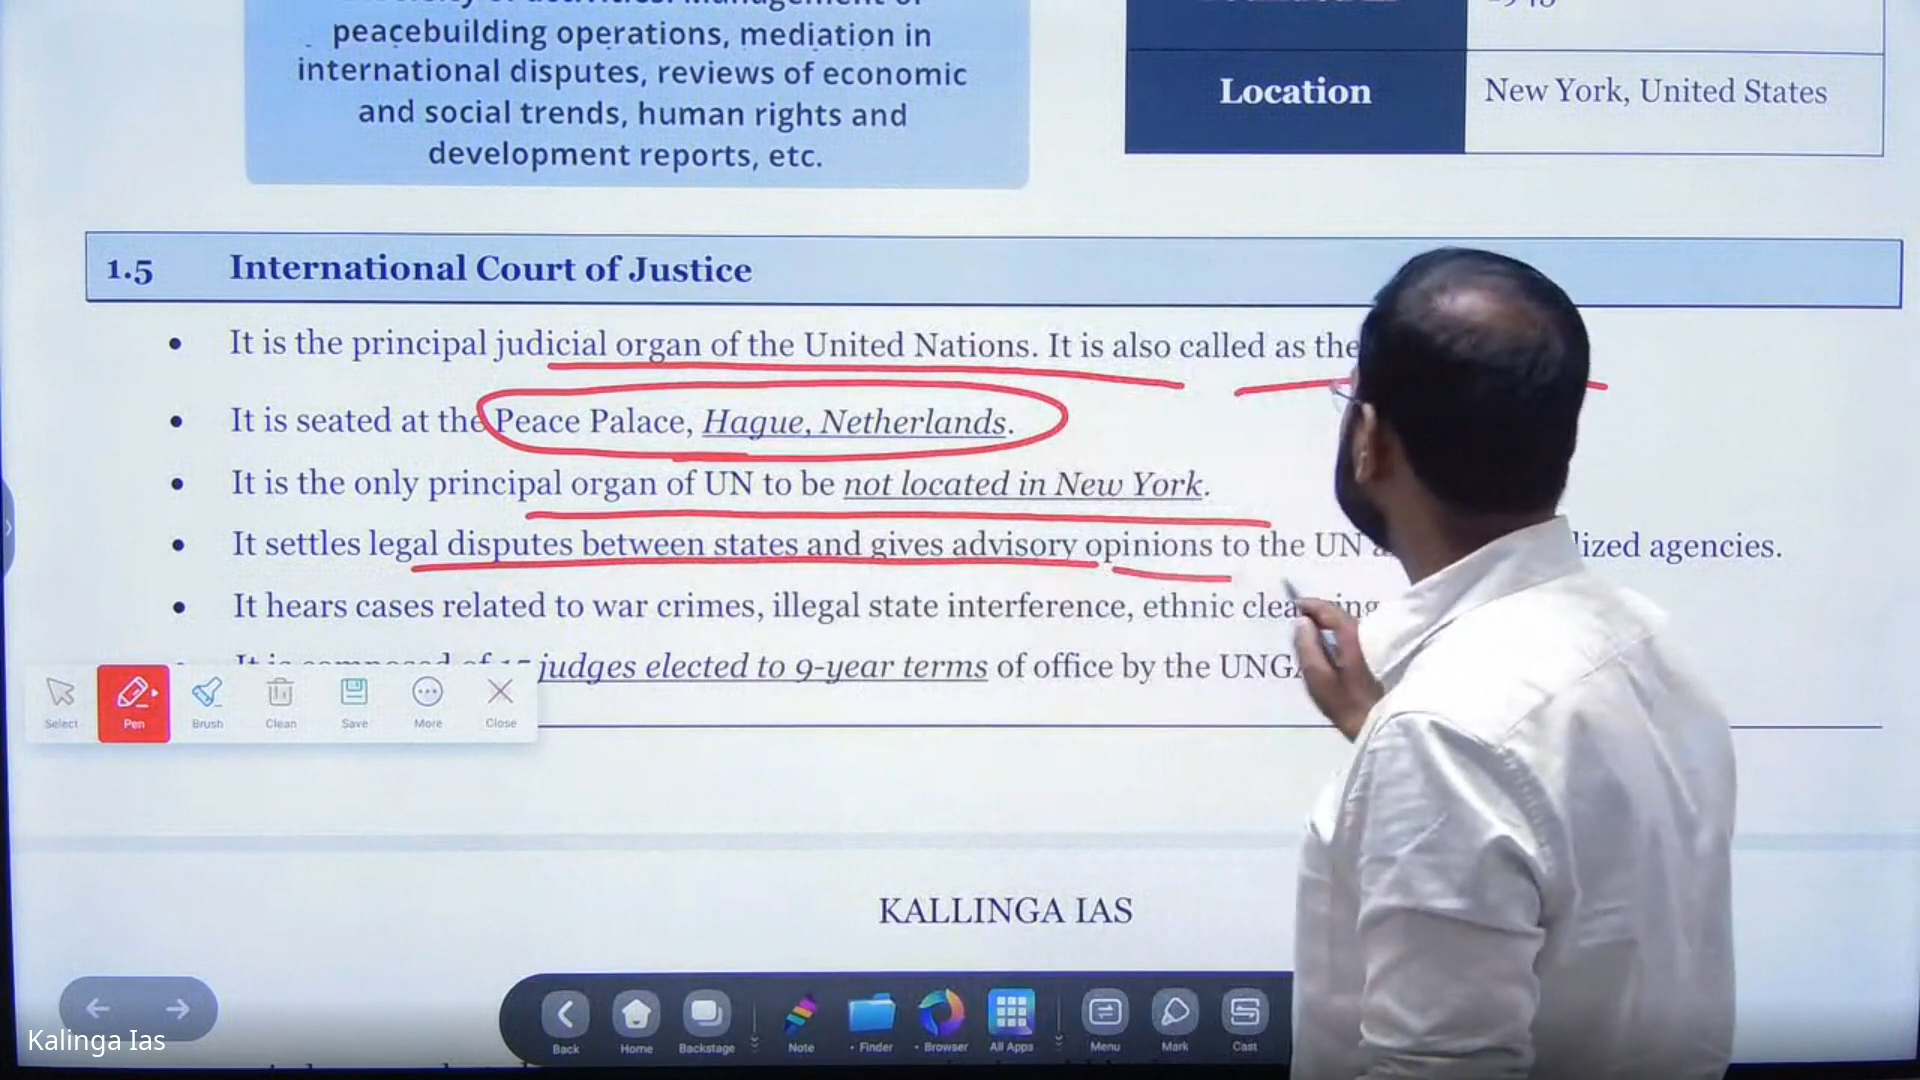 peacebuilding operations, mediation in
international disputes, reviews of economic
and social trends, human rights and
development reports, etc.
Location New York, United States
1.5 International Court of Justice
• It is the principal judicial organ of the United Nations. It is also called as the
• It is seated at the Peace Palace, Hague, Netherlands.
• It is the only principal organ of UN to be not located in New York.
• It settles legal disputes between states and gives advisory opinions to the UN lized agencies.
• It hears cases related to war crimes, illegal state interference, ethnic
judges elected to 9-year terms of office by the
Select Pen Brush Clean Save More Close
KALLINGA IAS
Back Home Backstage Note • Finder • Browser All Apps Menu Mark Cast
Kalinga Ias